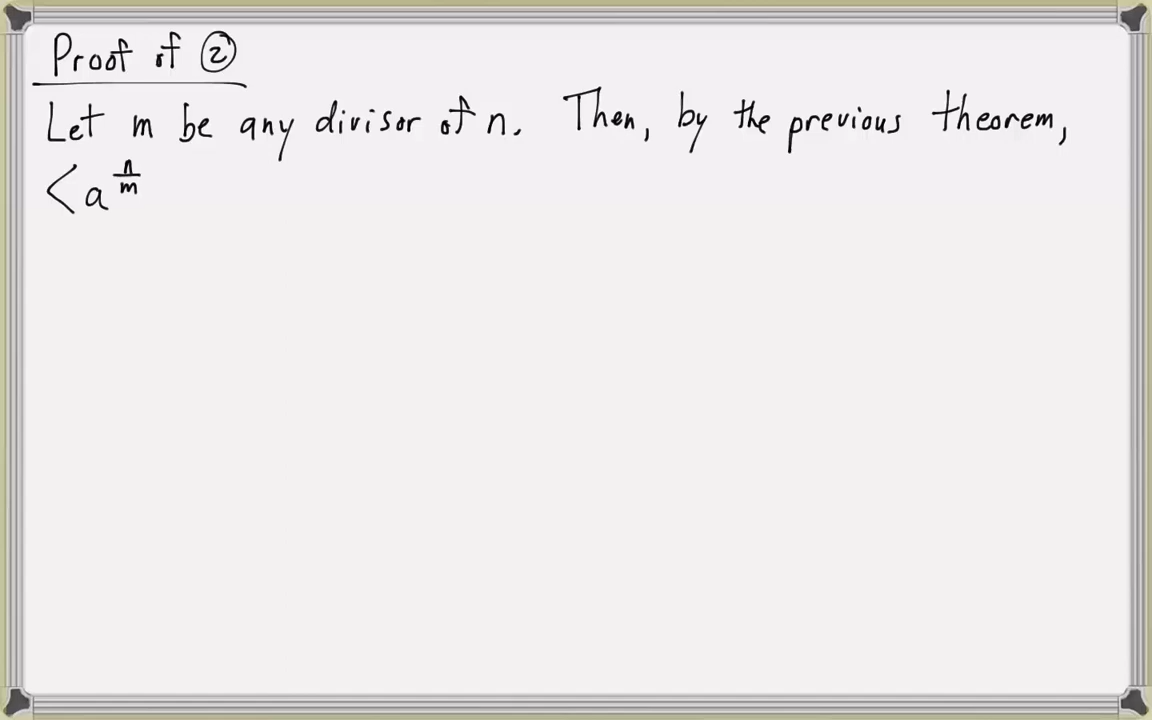 Proof of ②
Let m be any divisor of n. Then, by the previous theorem,
<a^{n/m}